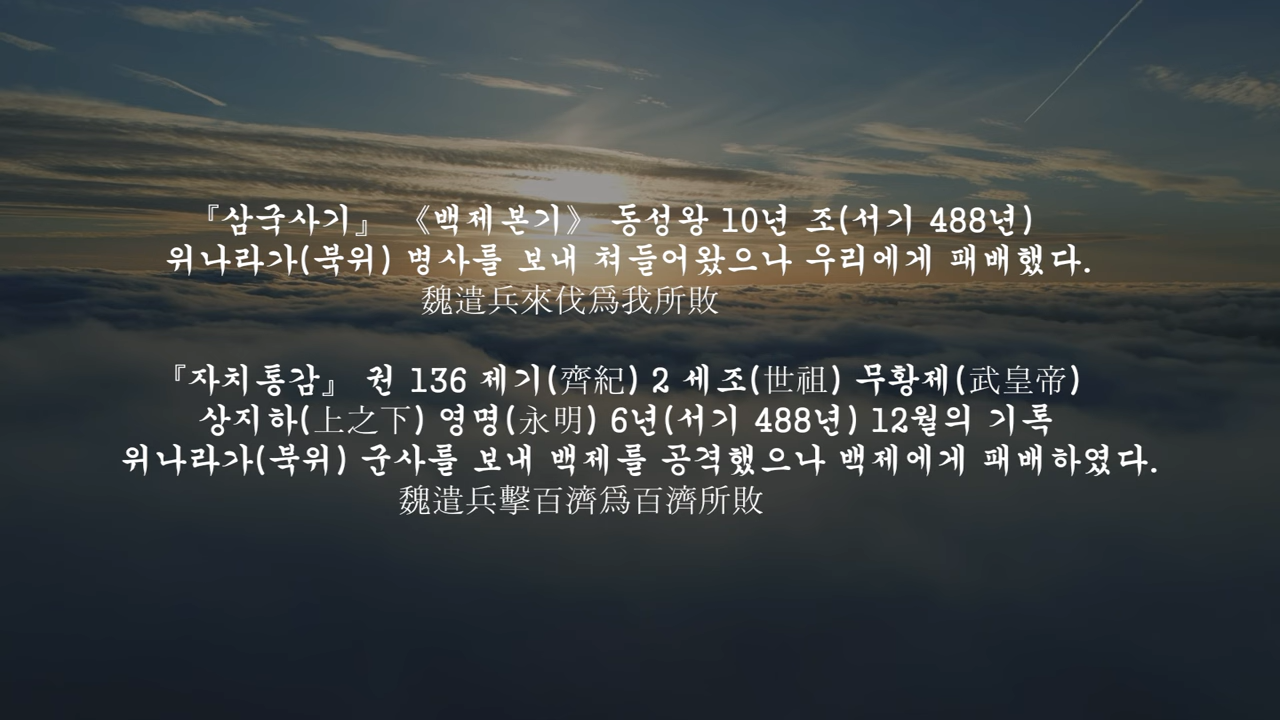 『삼국사기』 《백제본기》 동성왕 10년 조(서기 488년)
위나라가(북위) 병사를 보내 쳐들어왔으나 우리에게 패배했다.
魏遣兵來伐爲我所敗
『자치통감』 권 136 제기(齊紀) 2 세조(世祖) 무황제(武皇帝)
상지하(上之下) 영명(永明) 6년(서기 488년) 12월의 기록
위나라가(북위) 군사를 보내 백제를 공격했으나 백제에게 패배하였다.
魏遣兵擊百濟爲百濟所敗